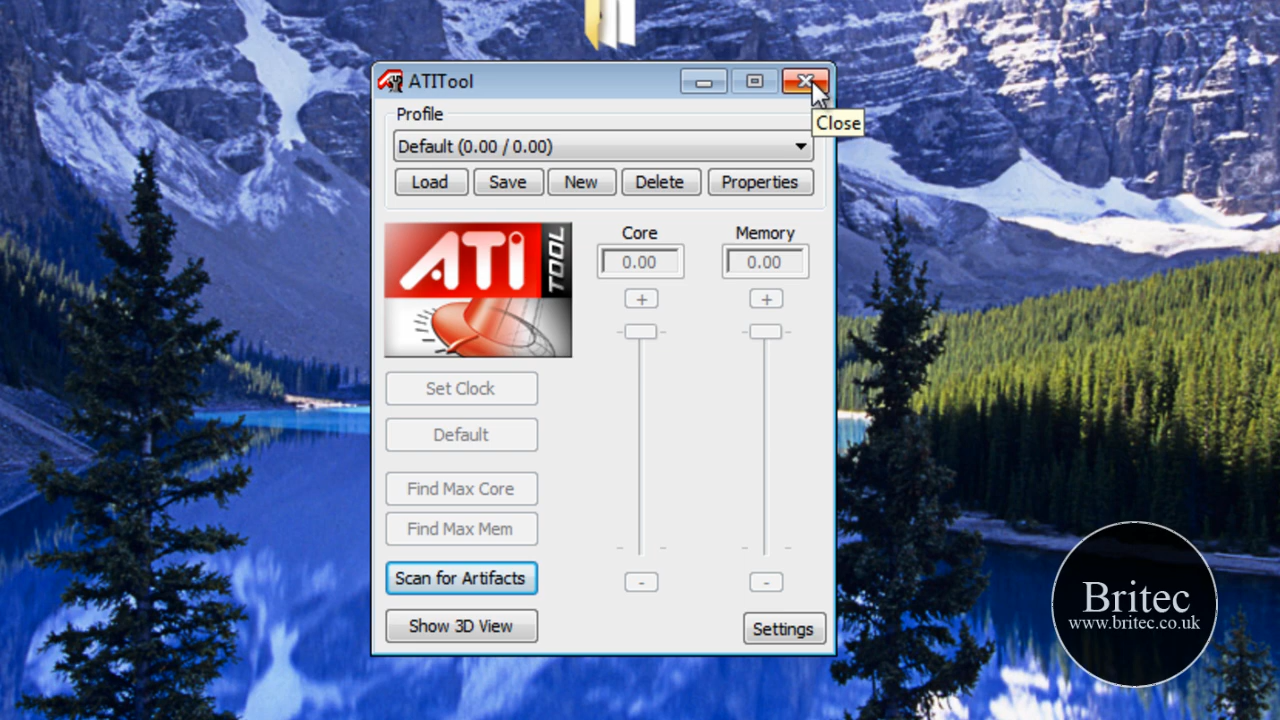 ATITool
Close
Profile
Default (0.00 / 0.00)
Load Save New Delete Properties
ATI TOOL
Core Memory
0.00 0.00
+ +
Set Clock
Default
Find Max Core
Find Max Mem
Scan for Artifacts
- -
Show 3D View
Settings
Britec
www.britec.co.uk